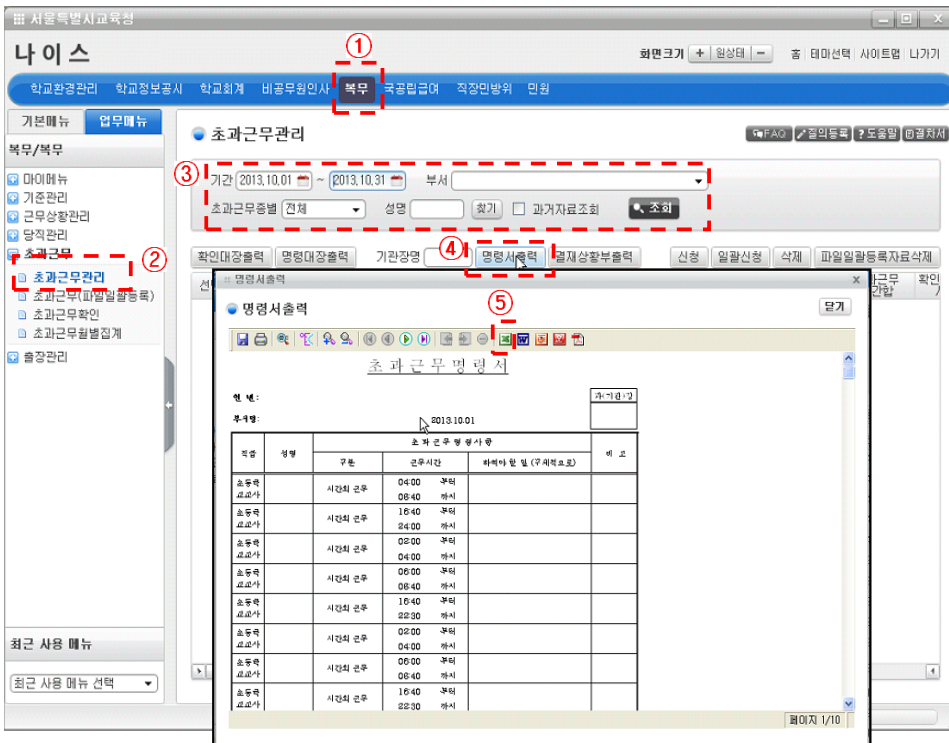 서울특별시교육청
나이스
화면크기 + 원상태 - 홈 테마선택 사이트맵 나가기
①
학교환경관리 학교정보공시 학교회계 비공무원인사 복무 국공립급여 직장민방위 민원
기본메뉴 업무메뉴
복무/복무
마이메뉴
기준관리
근무상황관리
당직관리
초과근무
②
초과근무관리
초과근무(파일일괄등록)
초과근무확인
초과근무월별집계
출장관리
최근 사용 메뉴
최근 사용 메뉴 선택
초과근무관리
FAQ 질의등록 ?도움말 결차서
③
기간 2013.10.01 ~ 2013.10.31 부서
초과근무종별 전체 성명 찾기 과거자료조회 조회
④
확인대장출력 명령대장출력 기관장명 명령서출력 결재상황부출력 신청 일괄신청 삭제 파일일괄등록자료삭제
명령서출력 x
⑤
명령서출력 닫기
초과근무명령서
과(기관)장
부서명: 2013.10.01
직급 성명 초과근무명령사항 비고
구분 근무시간 하여야 할 일 (구체적으로)
초등학교교사 시간외 근무 04:00 부터
08:40 까지
초등학교교사 시간외 근무 16:40 부터
24:00 까지
초등학교교사 시간외 근무 02:00 부터
04:00 까지
초등학교교사 시간외 근무 06:00 부터
08:40 까지
초등학교교사 시간외 근무 16:40 부터
22:30 까지
초등학교교사 시간외 근무 02:00 부터
04:00 까지
초등학교교사 시간외 근무 06:00 부터
08:40 까지
초등학교교사 시간외 근무 16:40 부터
22:30 까지
페이지 1/10